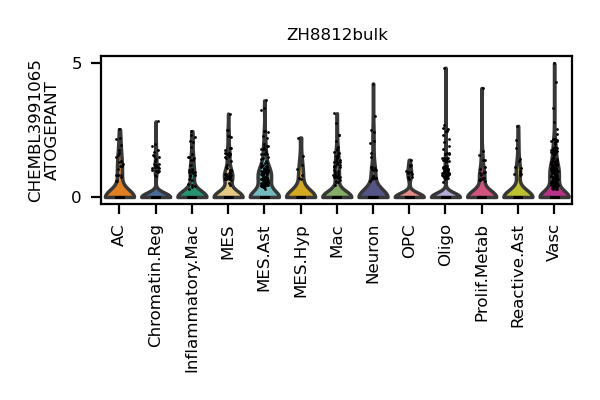 ZH8812bulk
CHEMBL3991065
ATOGEPANT
5
0
AC
Chromatin.Reg
Inflammatory.Mac
MES
MES.Ast
MES.Hyp
Mac
Neuron
OPC
Oligo
Prolif.Metab
Reactive.Ast
Vasc